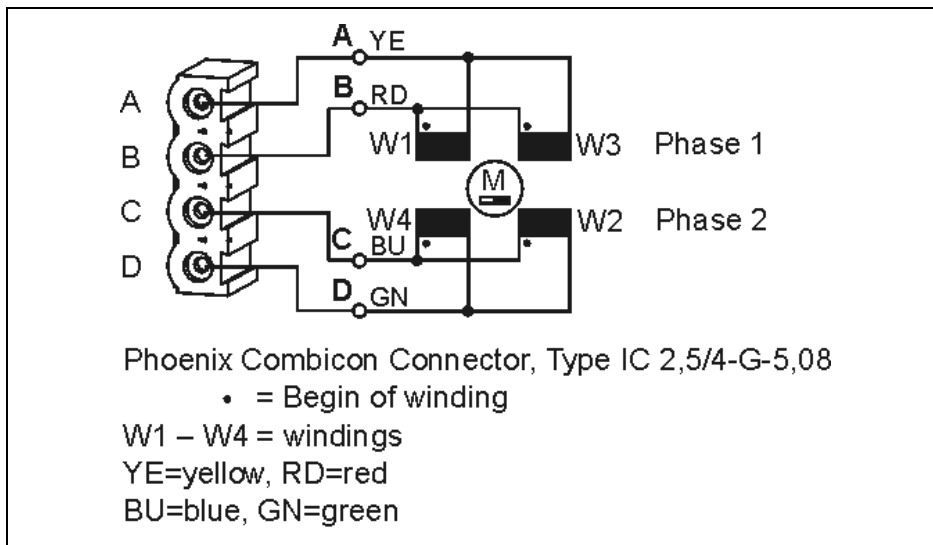 A YE
B RD
A
B
C
D
W1
W3 Phase 1
M
W4
W2 Phase 2
C BU
D GN
Phoenix Combicon Connector, Type IC 2,5/4-G-5,08
• = Begin of winding
W1 – W4 = windings
YE=yellow, RD=red
BU=blue, GN=green